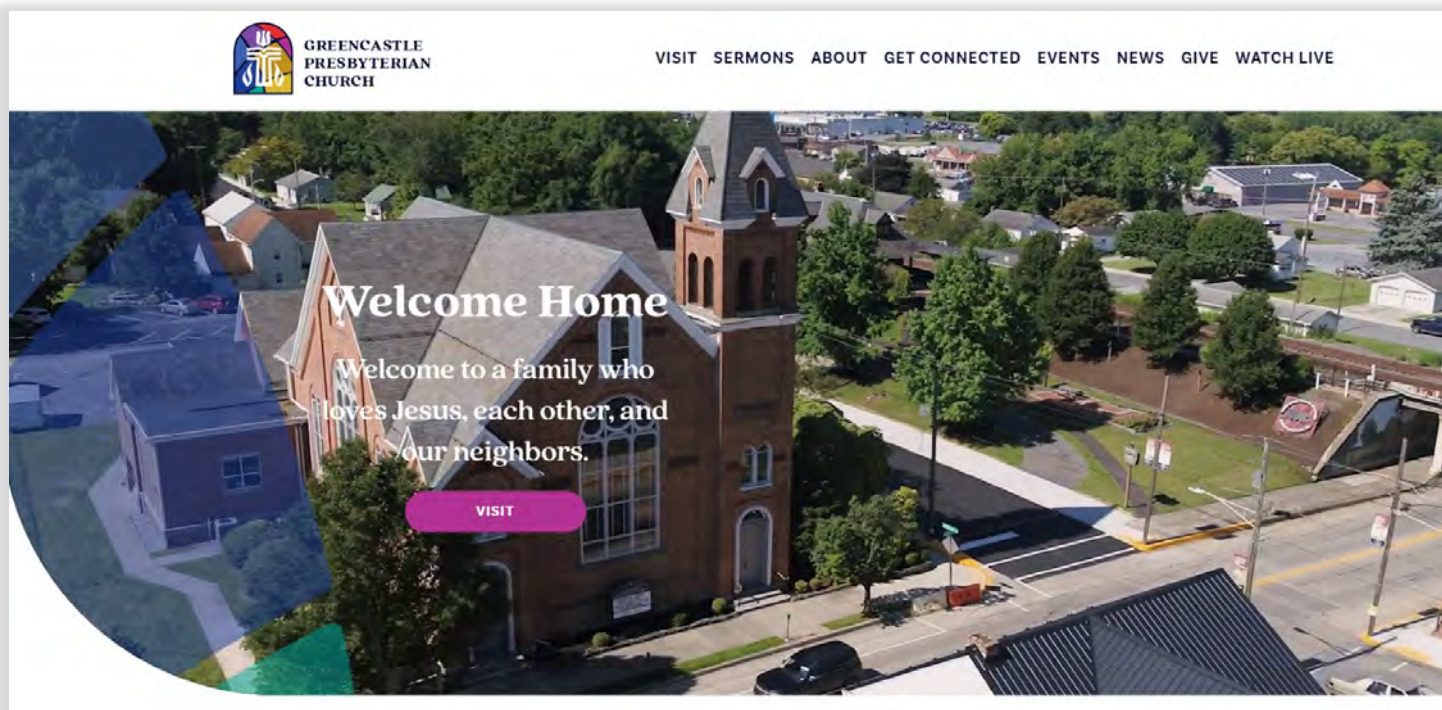 GREENCASTLE
PRESBYTERIAN
CHURCH
VISIT SERMONS ABOUT GET CONNECTED EVENTS NEWS GIVE WATCH LIVE
Welcome Home
Welcome to a family who
loves Jesus, each other, and
our neighbors.
VISIT